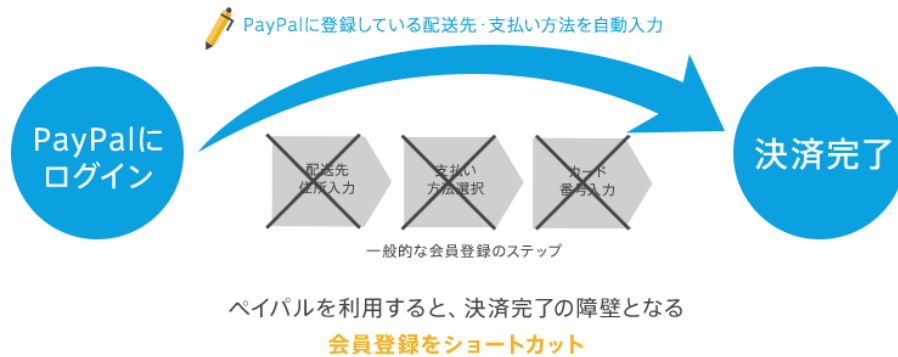 PayPalに登録している配送先·支払い方法を自動入力
PayPalに
ログイン
配送先
住所入力
支払い
方法選択
カード
番号入力
決済完了
一般的な会員登録のステップ
ペイパルを利用すると、決済完了の障壁となる
会員登録をショートカット